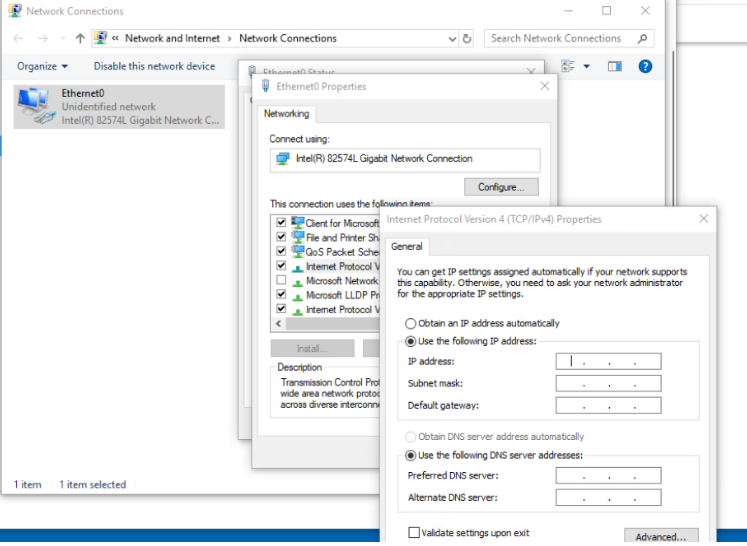 Network Connections
« Network and Internet › Network Connections
Search Network Connections
Organize
Disable this network device
Ethernet0
Unidentified network
Intel(R) 82574L Gigabit Network C...
Ethernet0 Status
Ethernet0 Properties
Networking
Connect using:
Intel(R) 82574L Gigabit Network Connection
Configure...
This connection uses the following items:
Client for Microsoft
File and Printer Sh
QoS Packet Sche
Internet Protocol V
Microsoft Network
Microsoft LLDP Pr
Internet Protocol V
Install...
Description
Transmission Control Prot
wide area network protoc
across diverse interconne
Internet Protocol Version 4 (TCP/IPv4) Properties
General
You can get IP settings assigned automatically if your network supports
this capability. Otherwise, you need to ask your network administrator
for the appropriate IP settings.
Obtain an IP address automatically
Use the following IP address:
IP address:
Subnet mask:
Default gateway:
Obtain DNS server address automatically
Use the following DNS server addresses:
Preferred DNS server:
Alternate DNS server:
Validate settings upon exit
Advanced...
1 item 1 item selected